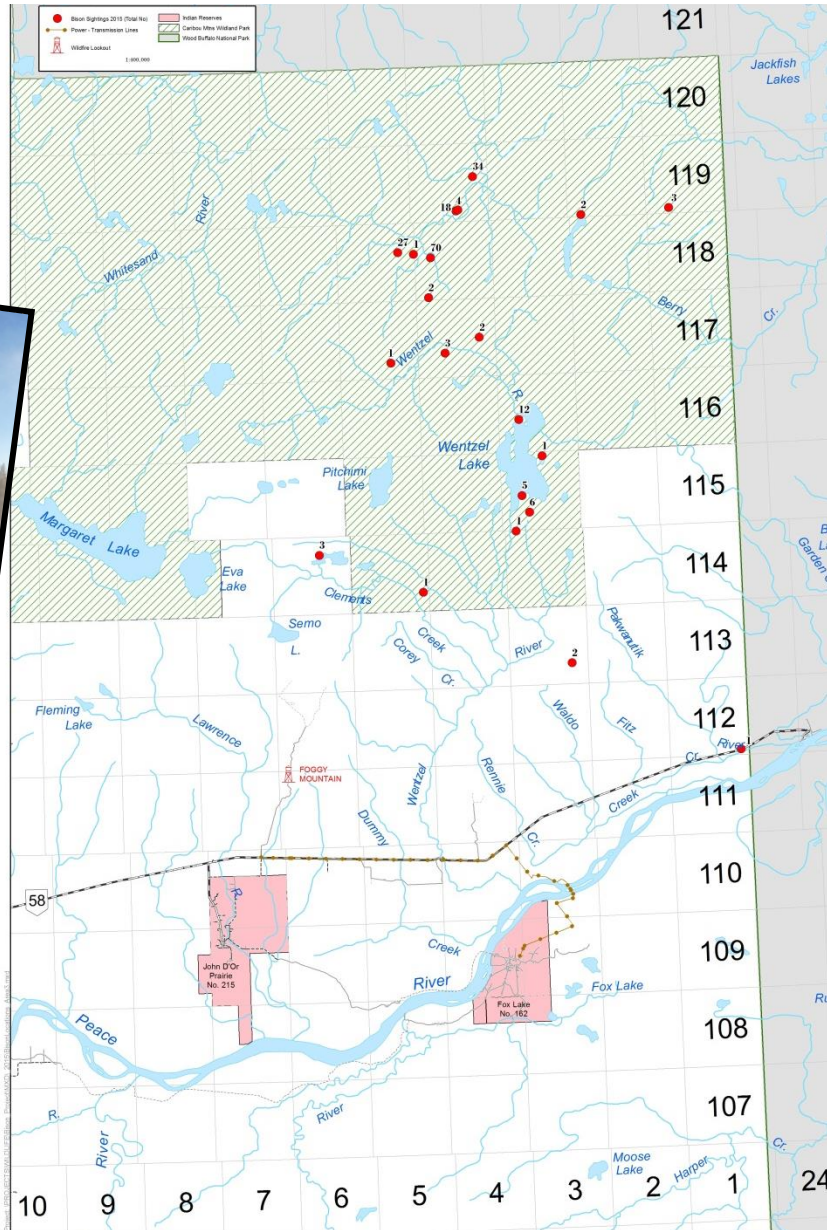 Bison Sightings 2015 (Total No)
Power - Transmission Lines
Wildfire Lookout
Indian Reserves
Caribou Mtns Wildland Park
Wood Buffalo National Park
121
Jackfish
Lakes
120
34
119
River
18
4
2
3
27
1
70
118
Whitesand
2
Berry
Cr.
117
2
3
1
Wentzel
R.
116
12
Wentzel
Lake
1
Pitchimi
Lake
115
5
6
1
Margaret Lake
3
114
Eva
Lake
Clements
1
Semo
L.
Creek
Corey
Cr.
River
Pakwanutik
113
2
Fleming
Lake
Lawrence
Waldo
Fitz
112
River
Cr.
FOGGY
MOUNTAIN
Wentzel
Rennie
Creek
111
Dummy
Cr.
110
58
R.
Creek
109
John D'Or
Prairie
No. 215
River
Fox Lake
Fox Lake
No. 162
108
Peace
River
107
R.
River
Moose
Lake
Harper
Cr.
10
9
8
7
6
5
4
3
2
1
24